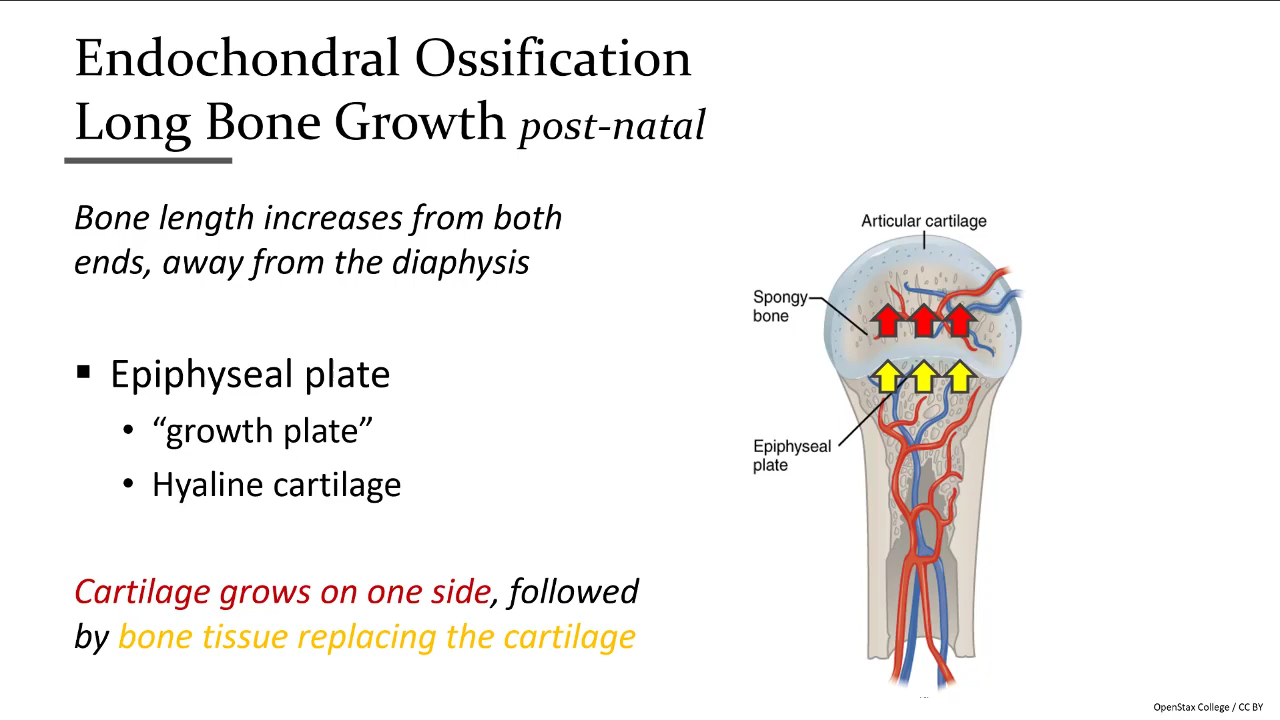 Endochondral Ossification
Long Bone Growth post-natal
Bone length increases from both
ends, away from the diaphysis
▪ Epiphyseal plate
• “growth plate”
• Hyaline cartilage
Cartilage grows on one side, followed
by bone tissue replacing the cartilage
Articular cartilage
Spongy
bone
Epiphyseal
plate
OpenStax College / CC BY